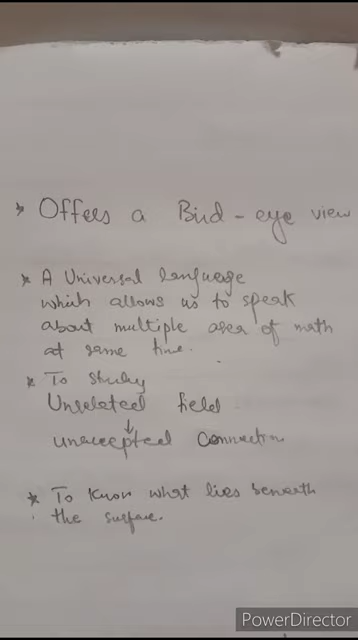 * Offers a Bird-eye view
* A Universal language
which allows us to speak
about multiple area of math
at same time.
* To study
Unrelated field
↓
unaccepted connection
* To know what lies beneath
the surface.
PowerDirector